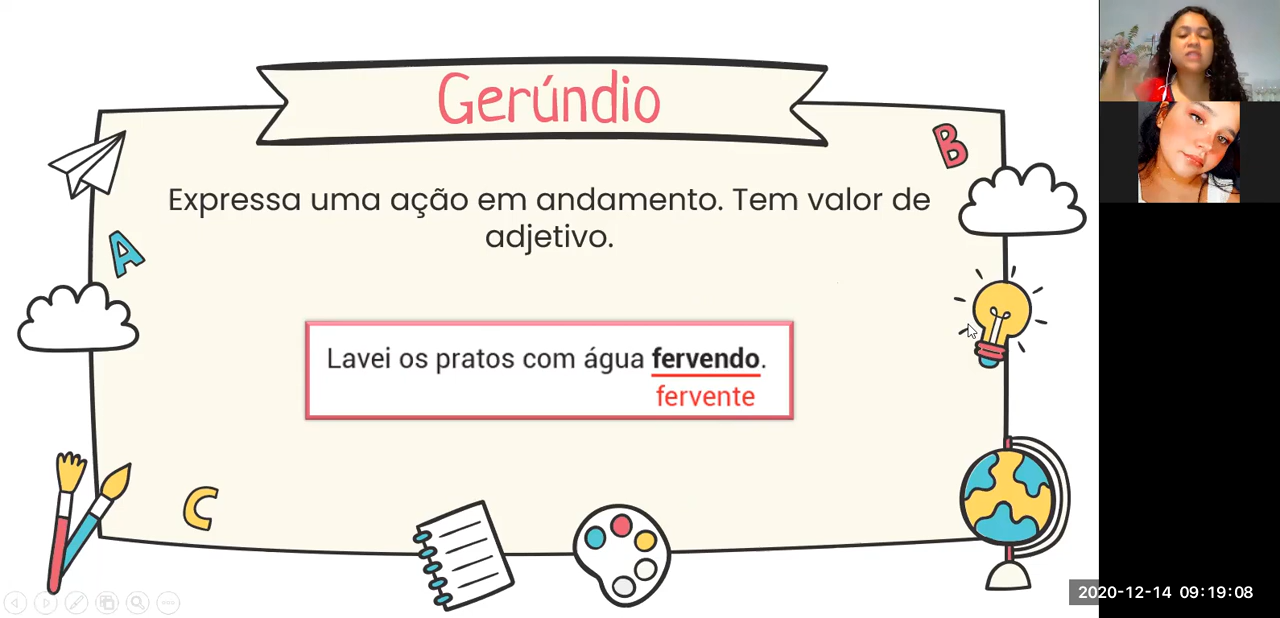 Gerúndio
B
Expressa uma ação em andamento. Tem valor de
adjetivo.
A
Lavei os pratos com água fervendo.
fervente
C
2020-12-14 09:19:08